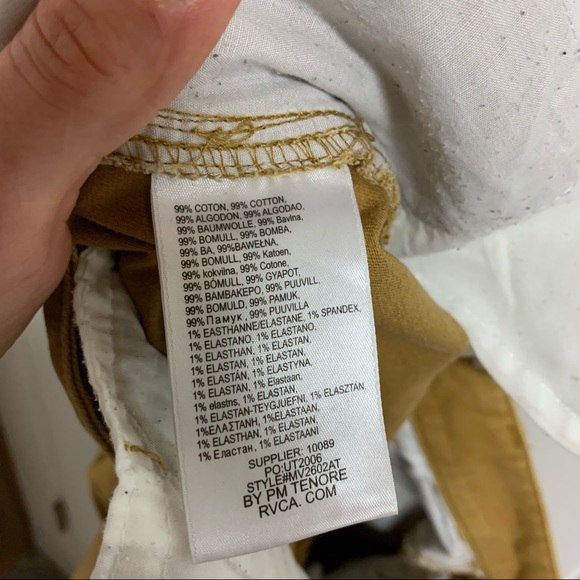 99% COTON, 99% COTTON,
99% ALGODON, 99% ALGODAO,
99% BAUMWOLLE, 99% Bavina,
99% BOMULL, 99% BOMBA,
99% BA, 99%BAWEŁNA,
99% BOMULL, 99% Katoen,
99% kokvilna, 99% Cotone,
99% BÓMULL, 99% GYAPOT,
99% BAMBAKEPO, 99% PUUVILL,
99% BOMULD, 99% PAMUK,
99% Памук, 99% PUUVILLA
1% EASTHANNE/ELASTANE, 1% SPANDEX,
1% ELASTANO, 1% ELASTANO,
1% ELASTHAN, 1% ELASTAN,
1% ELASTAN, 1% ELASTAN,
1% ELASTAN, 1% ELASTYNA,
1% ELASTAN, 1% Elastaan,
1% elastns, 1% ELASTAN,
1% ELASTAN-TEYGJUEFNI, 1% ELASZTÁN,
1%ΕΛΑΣΤΑΝΗ, 1% ELASTAAN,
1% ELASTHAN, 1% ELASTAN,
1% Еластан, 1% ELASTAANI
SUPPLIER: 10089
PO:UT2006
STYLE#MV2602AT
BY PM TENORE
RVCA. COM